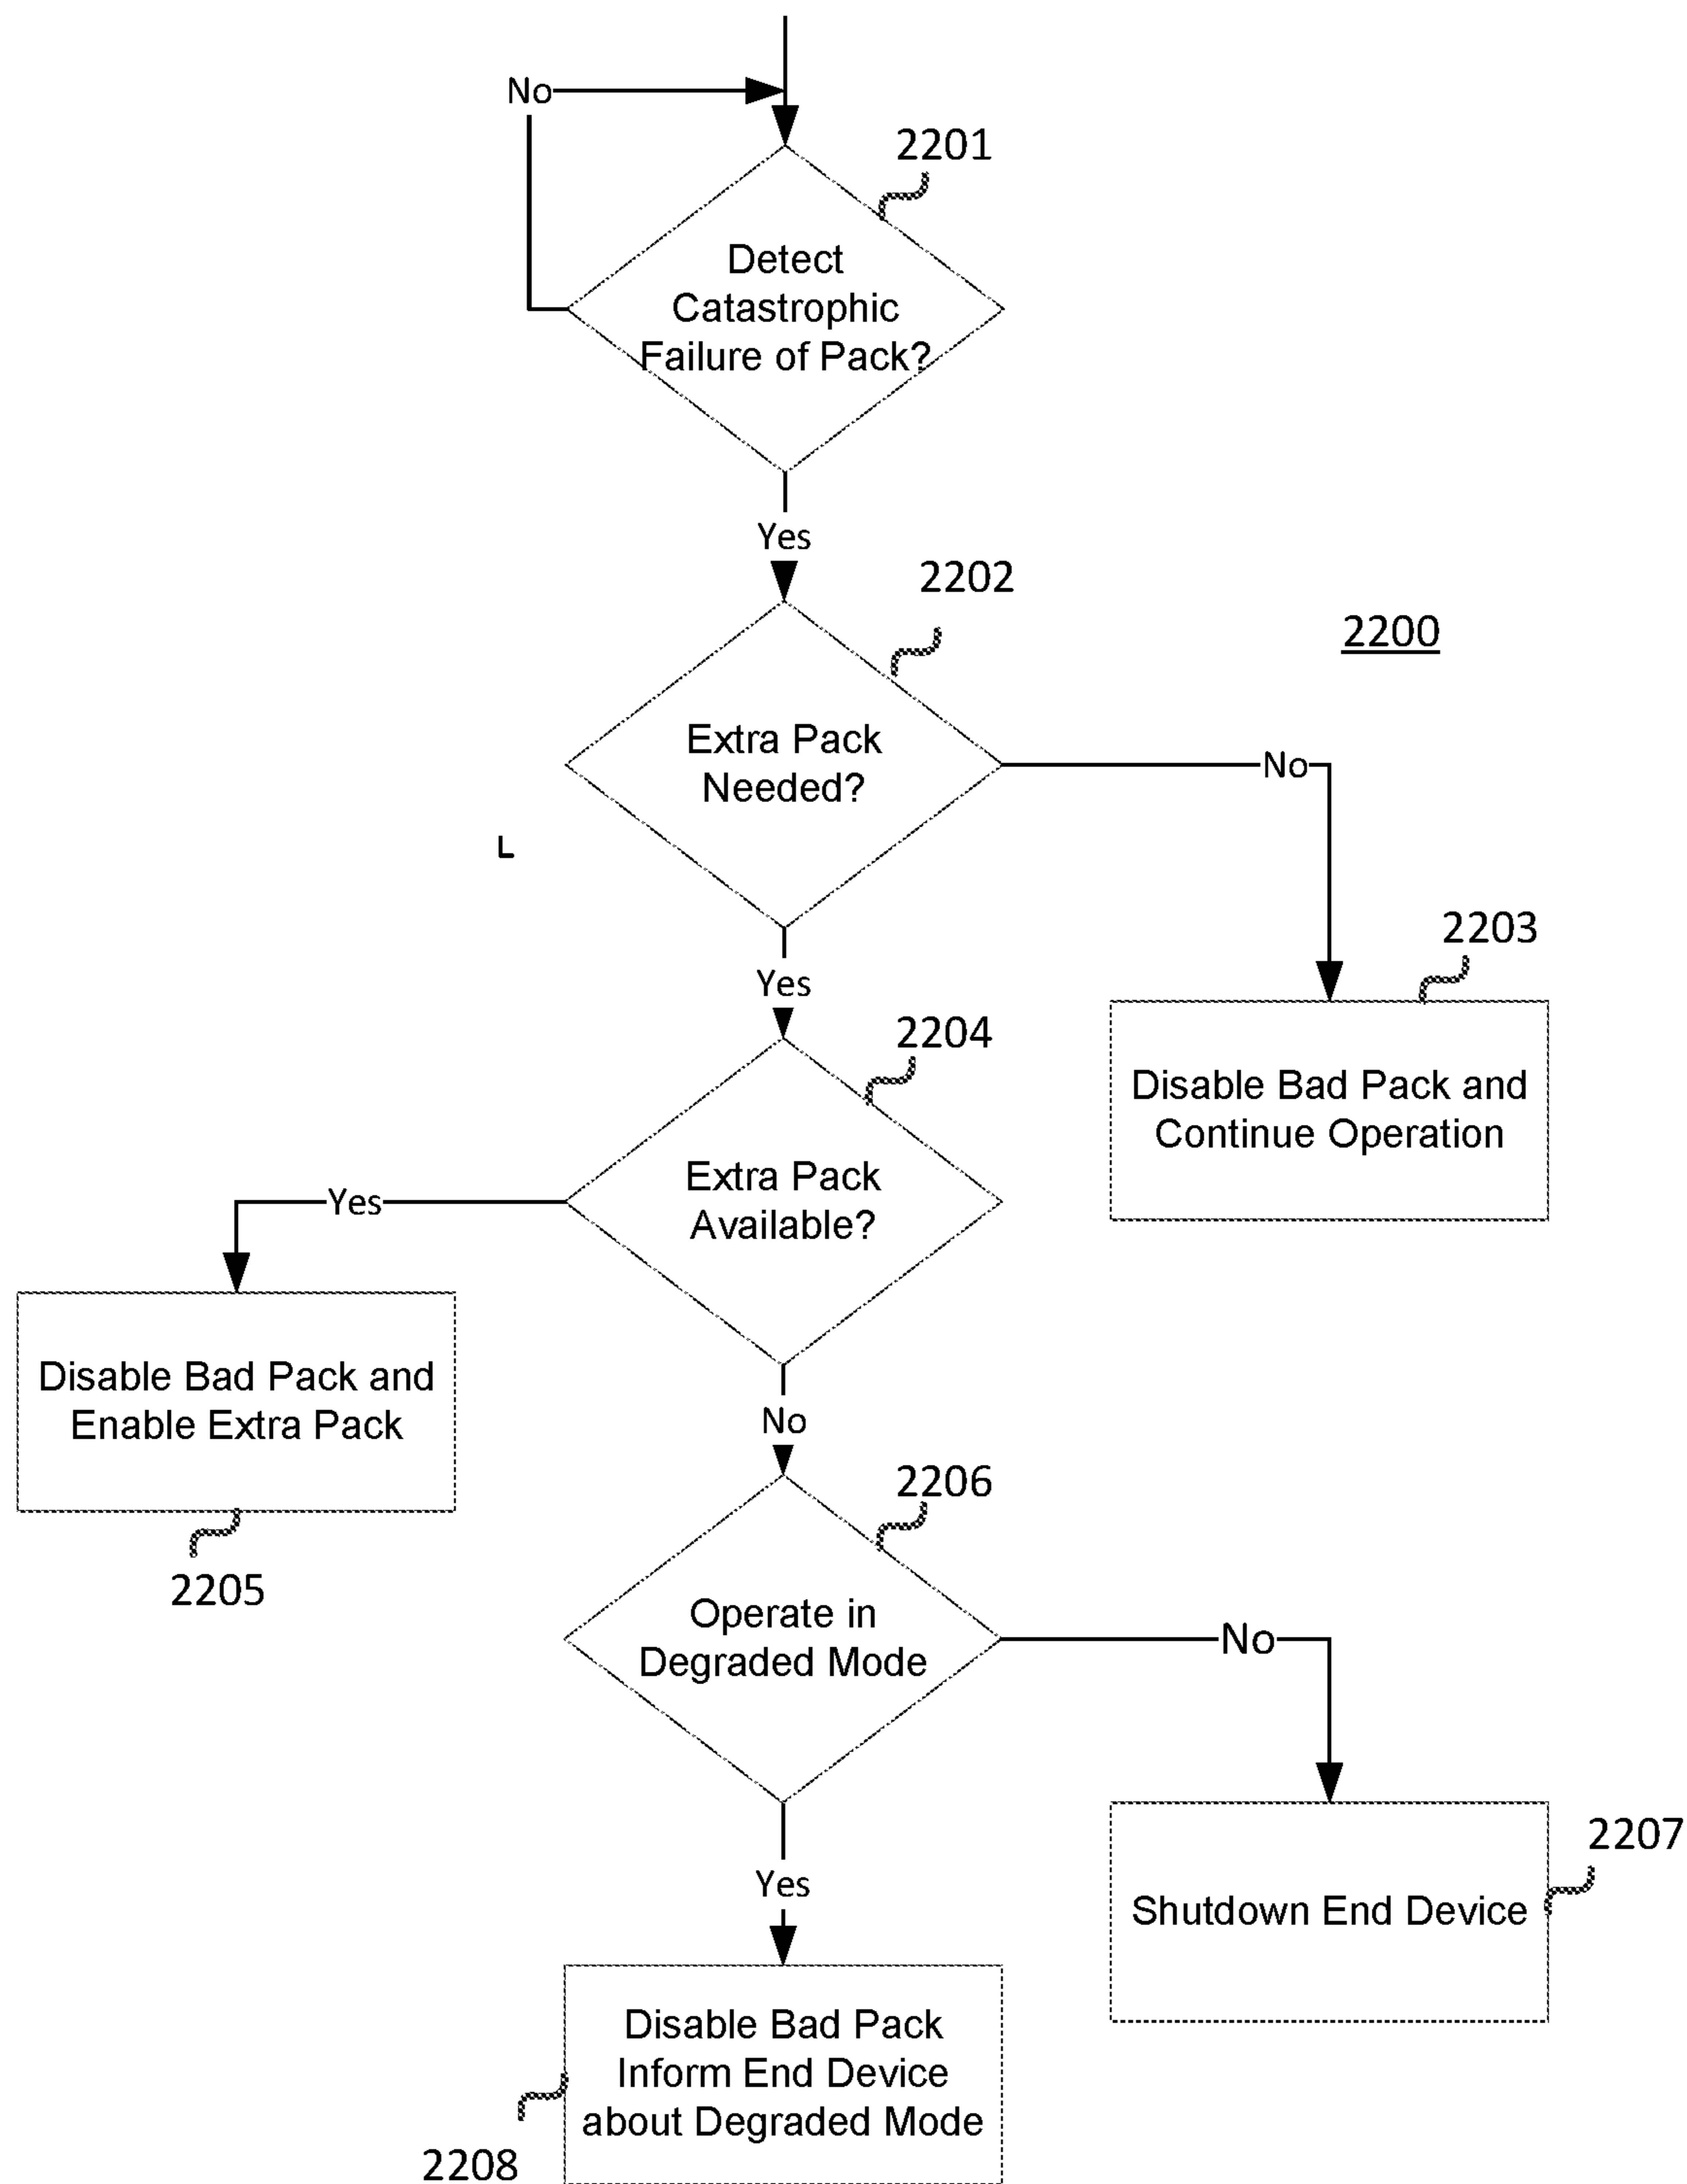 No
2201
Detect
Catastrophic
Failure of Pack?
Yes
2202
2200
Extra Pack
Needed?
No
L
2203
Yes
2204
Disable Bad Pack and
Continue Operation
Extra Pack
Available?
Yes
Disable Bad Pack and
Enable Extra Pack
No
2206
2205
Operate in
Degraded Mode
No
2207
Yes
Shutdown End Device
Disable Bad Pack
Inform End Device
about Degraded Mode
2208